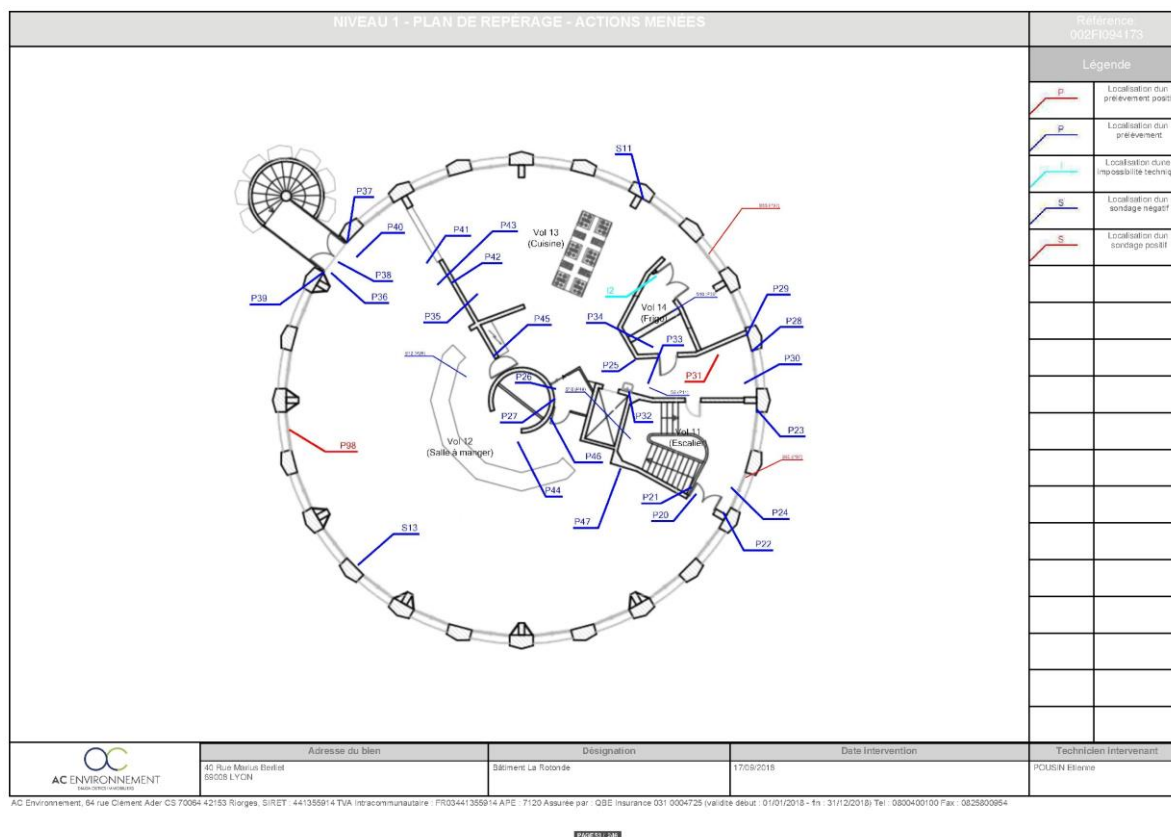 NIVEAU 1 - PLAN DE REPÉRAGE - ACTIONS MENÉES
Référence:
002FI094173
Légende
P
Localisation dun
prélèvement positi
P
Localisation dun
prélèvement
I
Localisation dune
impossibilité techniq
S
Localisation dun
sondage négatif
S
Localisation dun
sondage positif
S11
P37
P40
P41
P43
P42
P38
P39
P36
P35
Vol 13
(Cuisine)
I2
Vol 14
(Frigo)
P29
P28
P34
P33
P45
P25
P31
P30
P26
P27
P32
P23
Vol 12
(Salle à manger)
Vol 11
(Escalier)
P98
P46
P44
P21
P20
P24
P47
P22
S13
AC ENVIRONNEMENT
Adresse du bien
Désignation
Date intervention
Technicien intervenant
40 Rue Marius Berliet
69008 LYON
Bâtiment La Rotonde
17/09/2018
POUSIN Etienne
AC Environnement, 64 rue Clément Ader CS 70064 42153 Riorges, SIRET : 441355914 TVA Intracommunautaire : FR03441355914 APE : 7120 Assurée par : QBE Insurance 031 0004725 (validité début : 01/01/2018 - fin : 31/12/2018) Tel : 0800400100 Fax : 0825800954